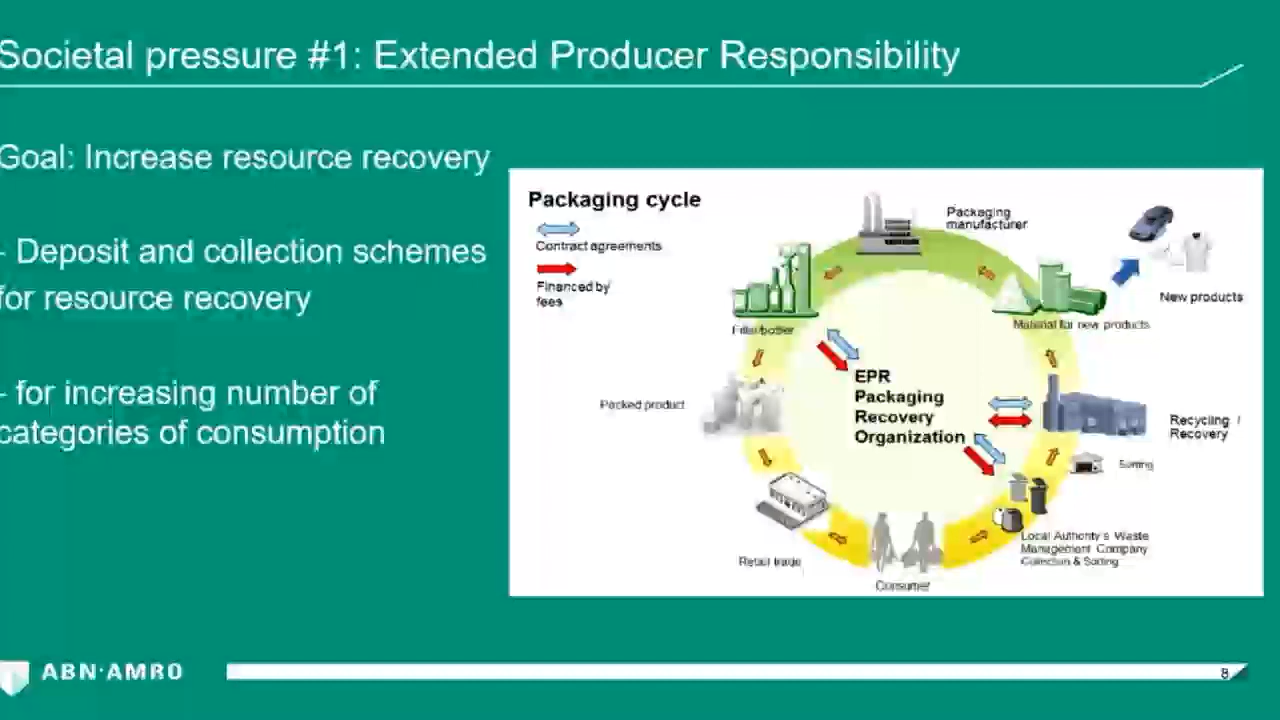 Societal pressure #1: Extended Producer Responsibility
Goal: Increase resource recovery
- Deposit and collection schemes
for resource recovery
- for increasing number of
categories of consumption
Packaging cycle
Contract agreements
Financed by
fees
Packaging
manufacturer
New products
Material for new products
Filler/bottler
EPR
Packaging
Recovery
Organization
Packed product
Recycling /
Recovery
Sorting
Local Authority's Waste
Management Company
Collection & Sorting
Retail trade
Consumer
ABN·AMRO
8